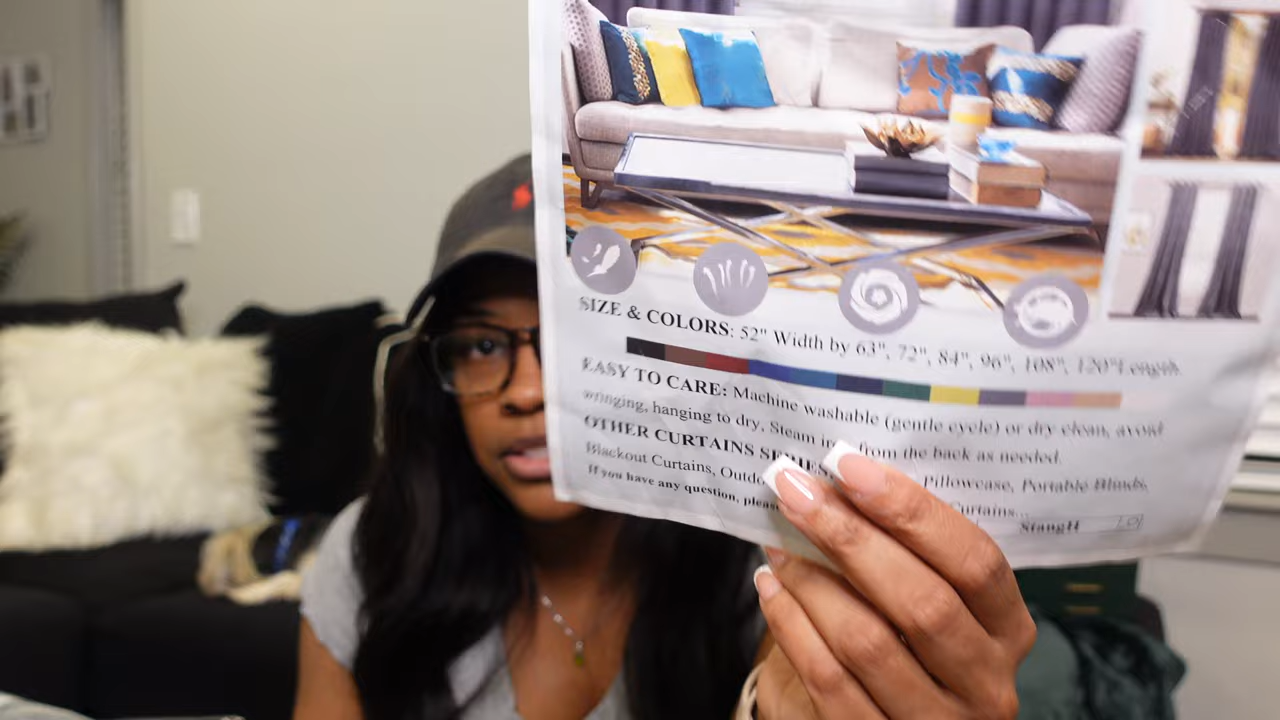 SIZE & COLORS: 52" Width by 63", 72", 84", 96", 108", 120"Length.
EASY TO CARE: Machine washable (gentle cycle) or dry clean, avoid
wringing, hanging to dry, Steam from the back as needed.
OTHER CURTAINS SERIES
Blackout Curtains, Pillowcase, Portable Blinds,
If you have any question, please Curtains...
StangH